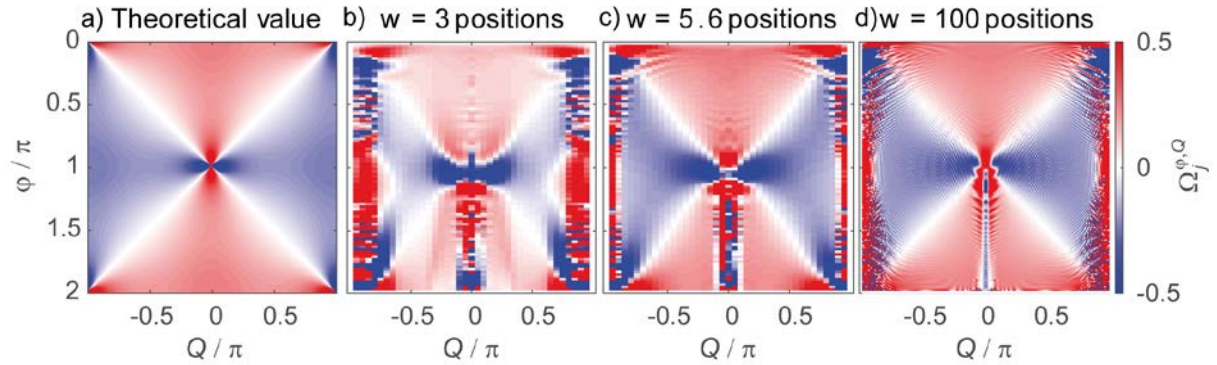 a) Theoretical value
b) w = 3 positions
c) w = 5.6 positions
d) w = 100 positions
0
0.5
1
1.5
2
φ / π
-0.5 0 0.5
Q / π
-0.5 0 0.5
Q / π
-0.5 0 0.5
Q / π
-0.5 0 0.5
Q / π
0.5
0
-0.5
Ω_j^φ,Q